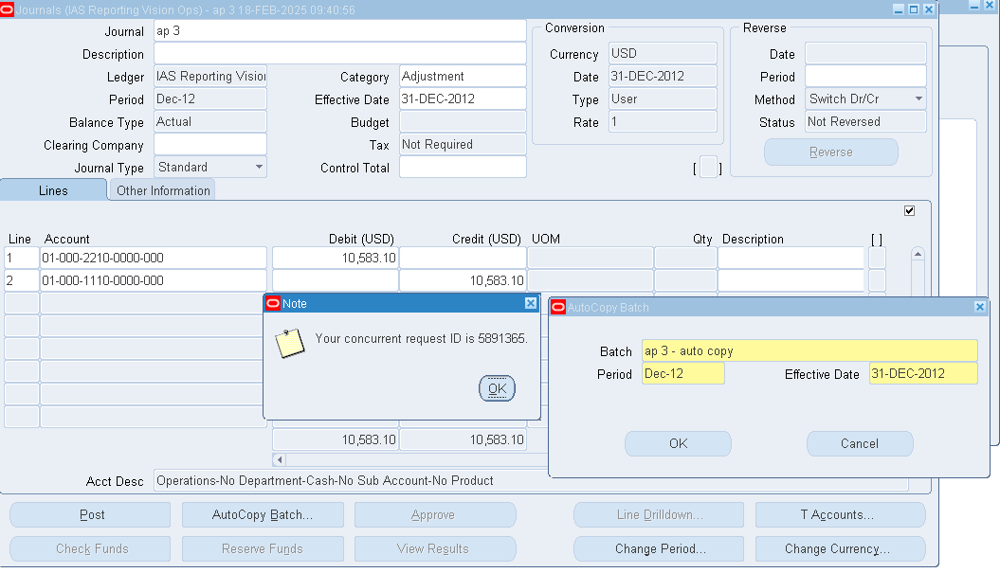 Journals (IAS Reporting Vision Ops) - ap 3 18-FEB-2025 09:40:56
Journal ap 3
Description
Ledger IAS Reporting Vision
Category Adjustment
Period Dec-12
Effective Date 31-DEC-2012
Balance Type Actual
Budget
Clearing Company
Tax Not Required
Journal Type Standard
Control Total
Conversion
Currency USD
Date 31-DEC-2012
Type User
Rate 1
Reverse
Date
Period
Method Switch Dr/Cr
Status Not Reversed
Reverse
[ ]
Lines Other Information
Line Account Debit (USD) Credit (USD) UOM Qty Description [ ]
1 01-000-2210-0000-000 10,583.10
2 01-000-1110-0000-000 10,583.10
Note
Your concurrent request ID is 5891365.
OK
AutoCopy Batch
Batch ap 3 - auto copy
Period Dec-12 Effective Date 31-DEC-2012
OK Cancel
10,583.10 10,583.10
Acct Desc Operations-No Department-Cash-No Sub Account-No Product
Post AutoCopy Batch... Approve Line Drilldown... T Accounts...
Check Funds Reserve Funds View Results Change Period... Change Currency...